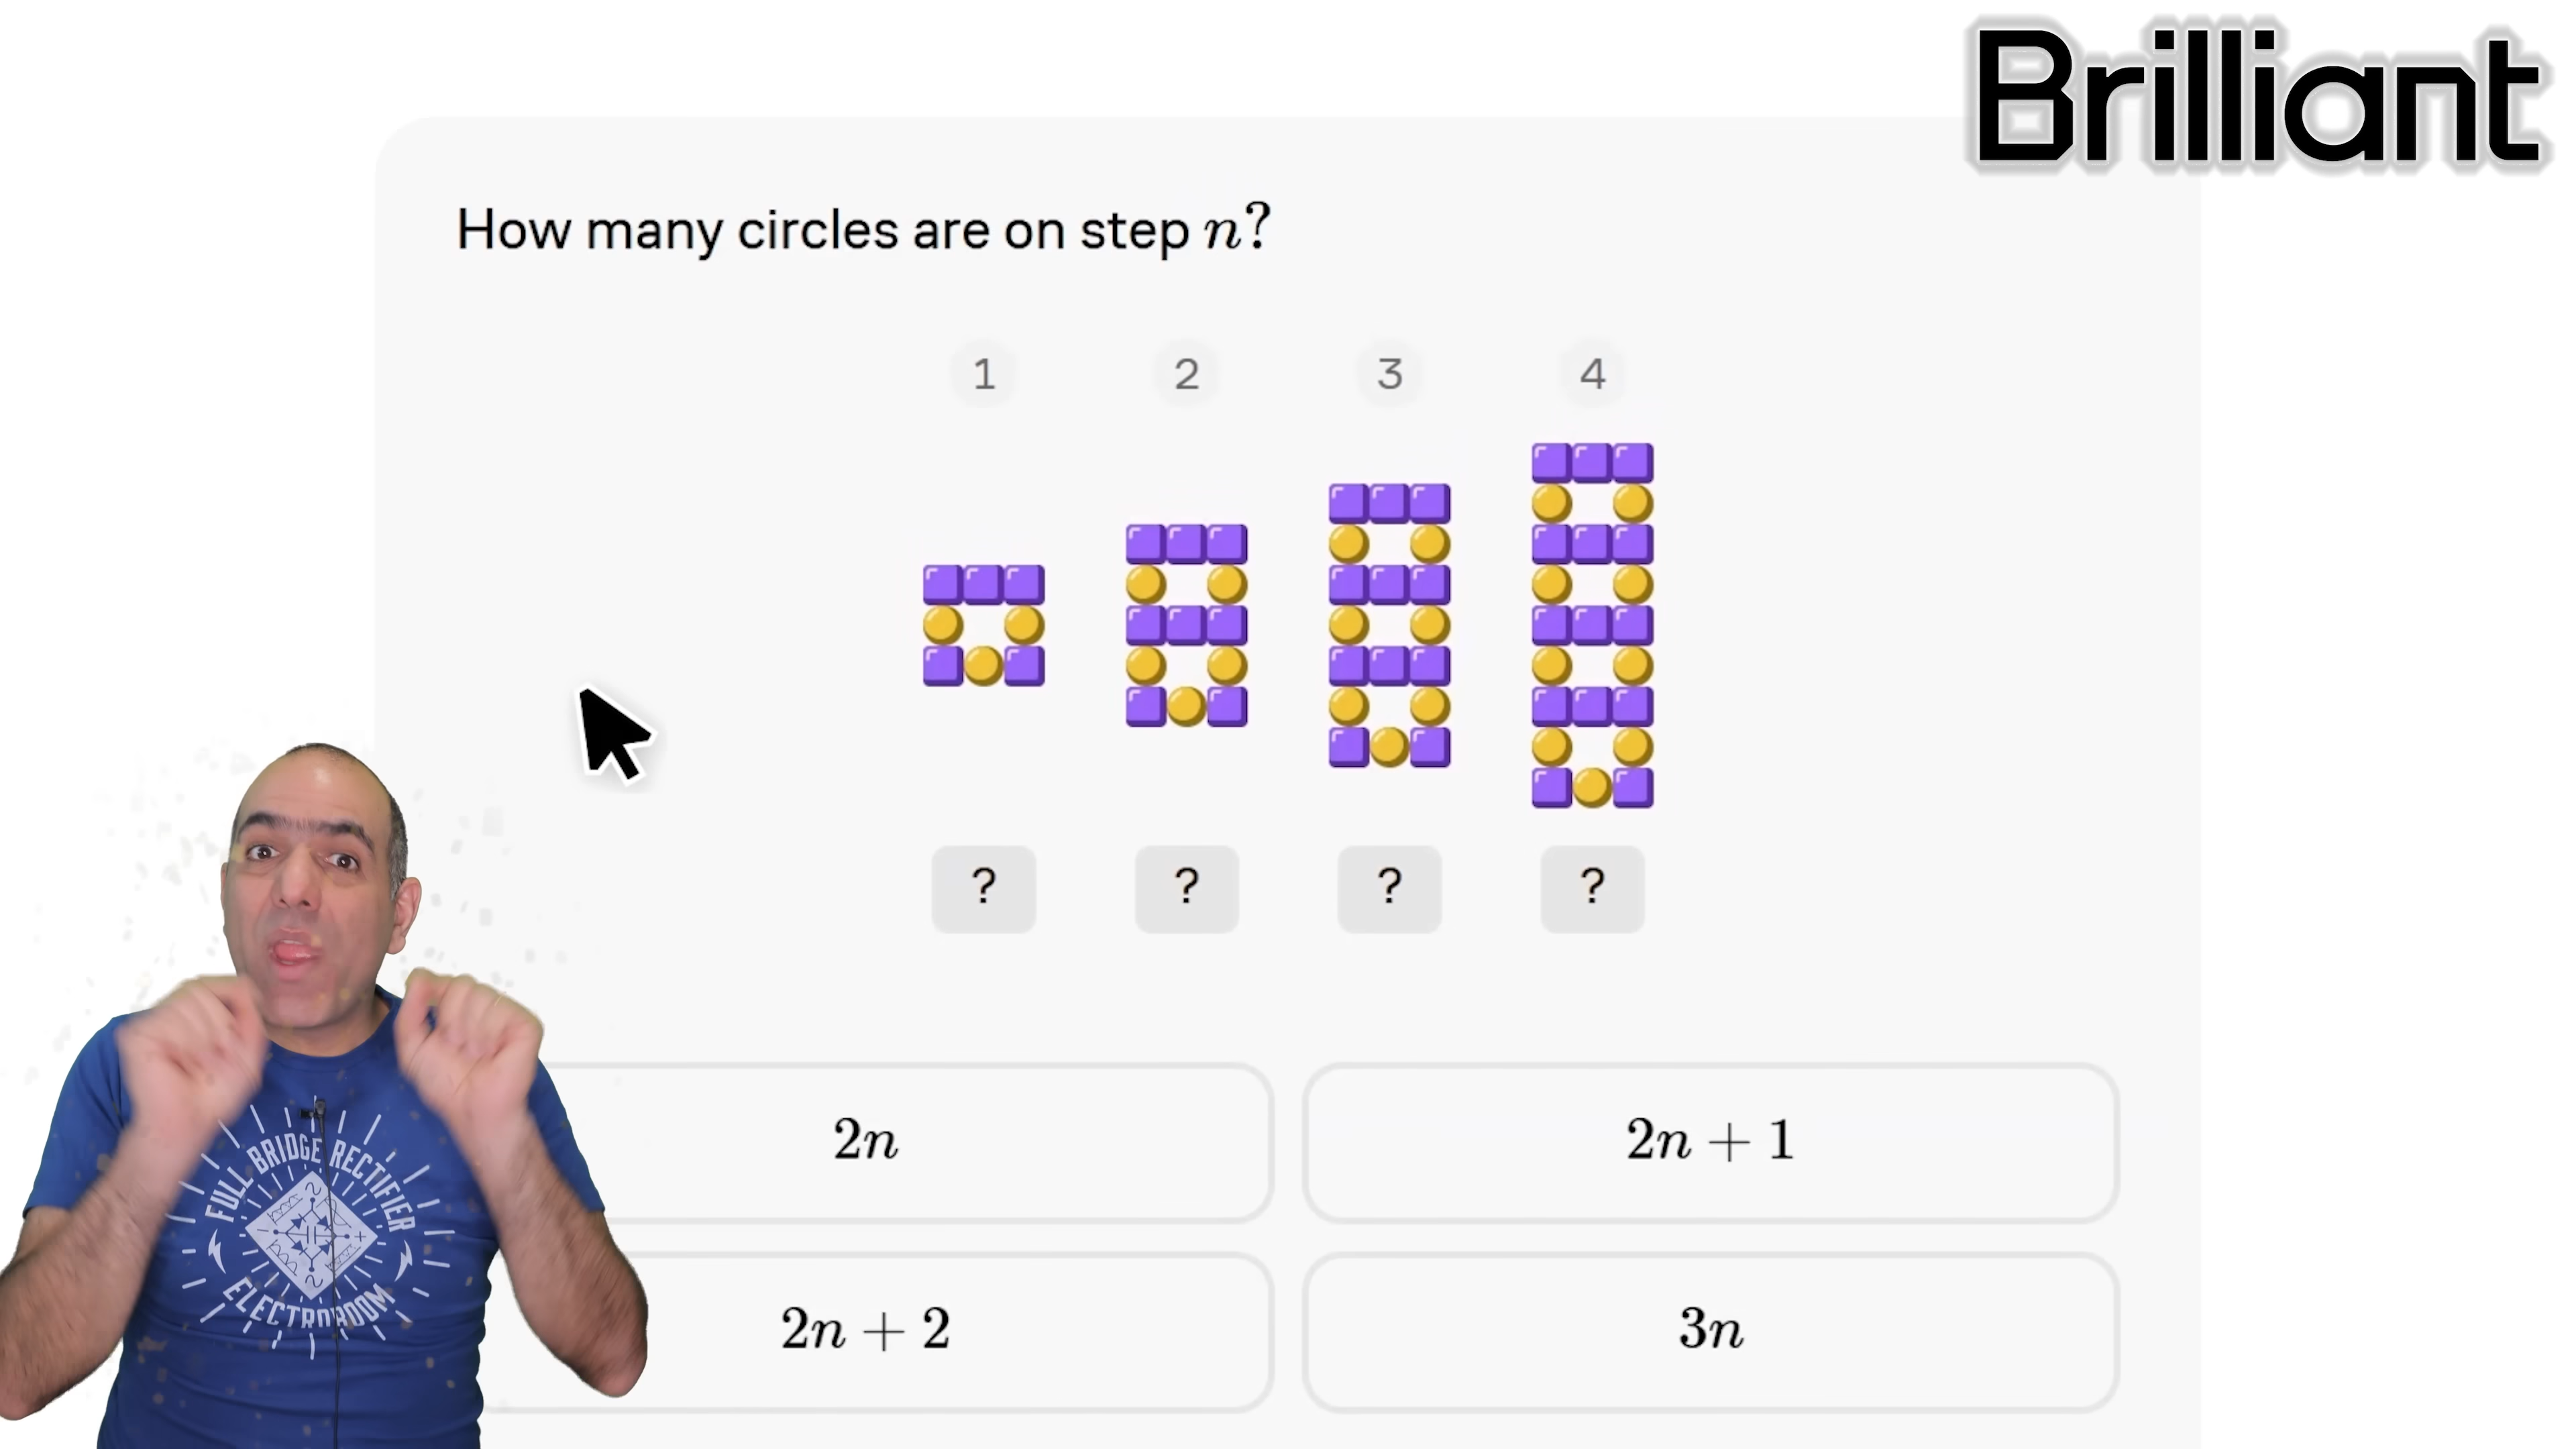 Brilliant
How many circles are on step n?
1 2 3 4
? ? ? ?
2n 2n + 1
2n + 2 3n
FULL BRIDGE RECTIFIER
ELECTROBOOM